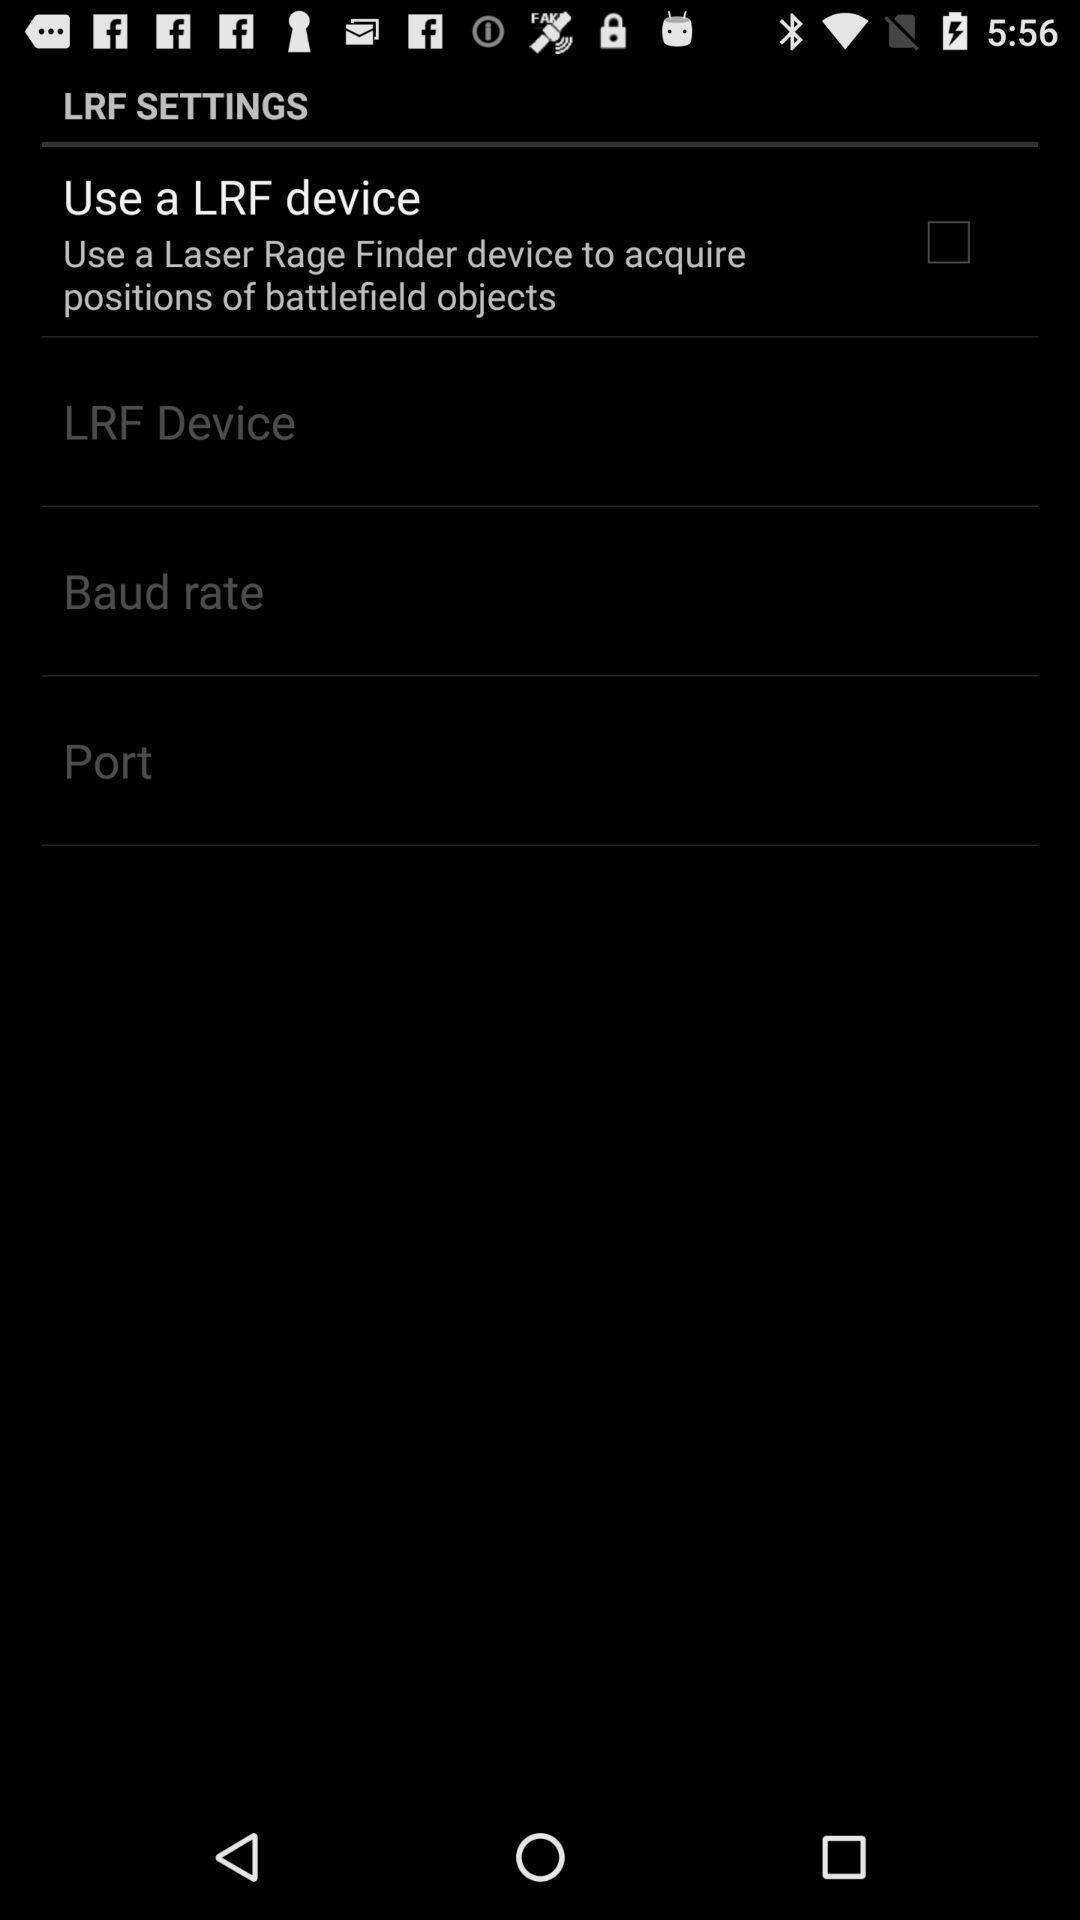 FAKE
5:56
LRF SETTINGS
Use a LRF device
Use a Laser Rage Finder device to acquire
positions of battlefield objects
LRF Device
Baud rate
Port